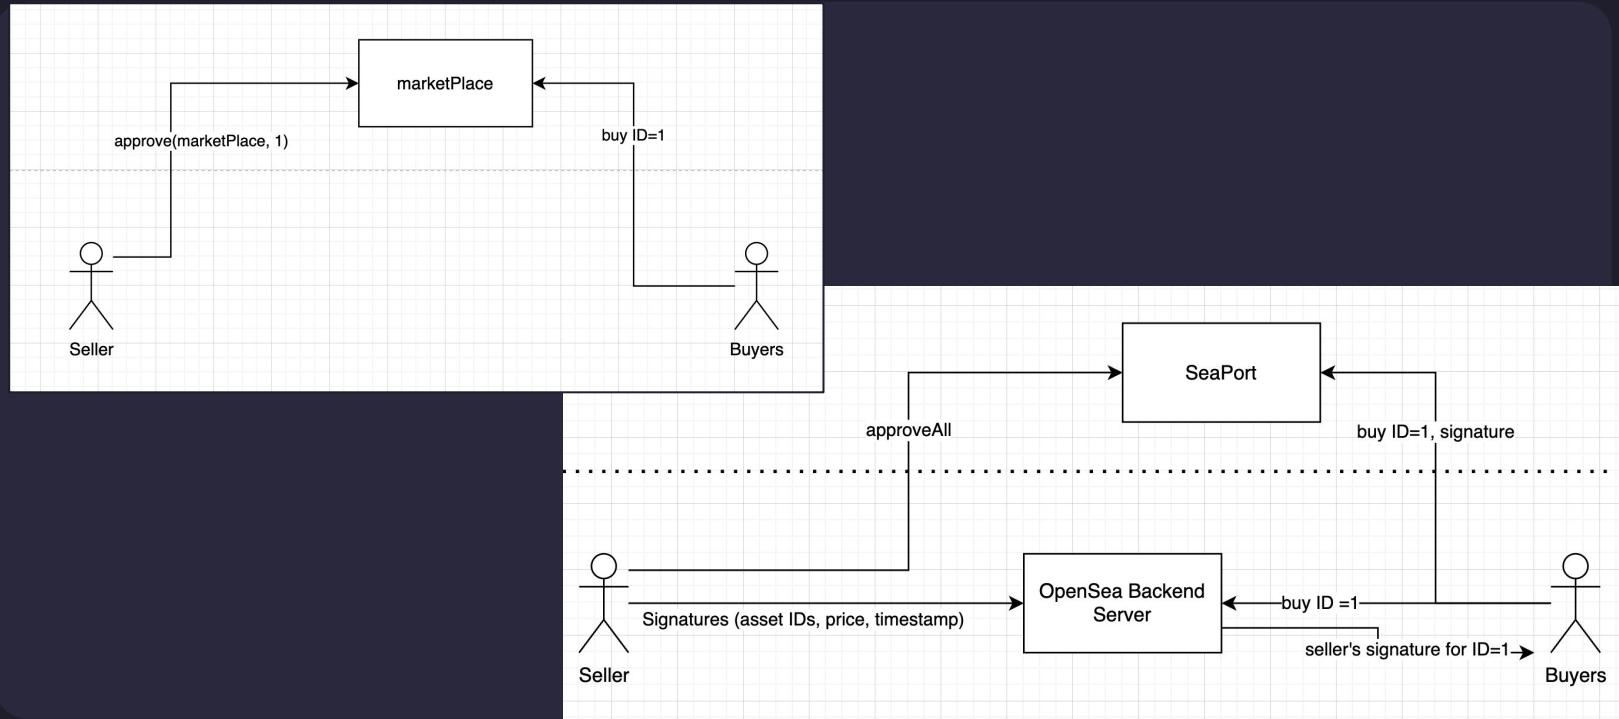 marketPlace
approve(marketPlace, 1)
buy ID=1
Seller
Buyers
SeaPort
approveAll
buy ID=1, signature
OpenSea Backend
Server
buy ID =1
Signatures (asset IDs, price, timestamp)
seller's signature for ID=1
Seller
Buyers